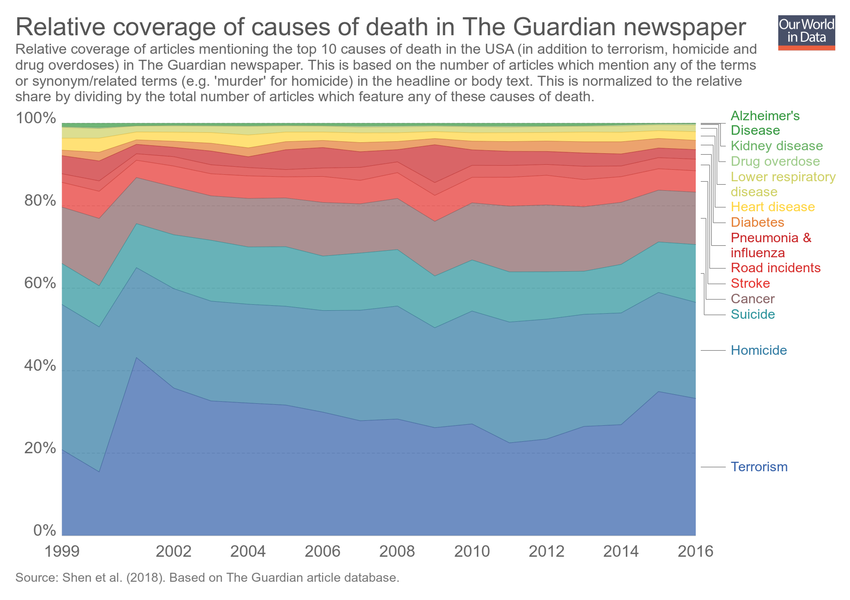 Relative coverage of causes of death in The Guardian newspaper
Our World
in Data
Relative coverage of articles mentioning the top 10 causes of death in the USA (in addition to terrorism, homicide and
drug overdoses) in The Guardian newspaper. This is based on the number of articles which mention any of the terms
or synonym/related terms (e.g. 'murder' for homicide) in the headline or body text. This is normalized to the relative
share by dividing by the total number of articles which feature any of these causes of death.
100%
80%
60%
40%
20%
0%
1999
2002
2004
2006
2008
2010
2012
2014
2016
Alzheimer's
Disease
Kidney disease
Drug overdose
Lower respiratory
disease
Heart disease
Diabetes
Pneumonia &
influenza
Road incidents
Stroke
Cancer
Suicide
Homicide
Terrorism
Source: Shen et al. (2018). Based on The Guardian article database.